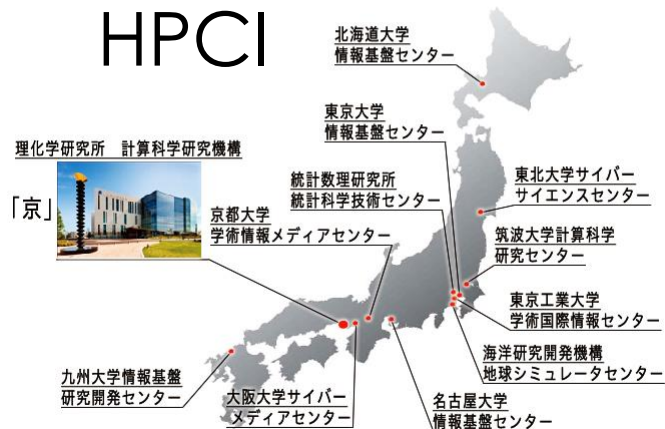 HPCI
北海道大学
情報基盤センター
東京大学
情報基盤センター
理化学研究所 計算科学研究機構
「京」
統計数理研究所
統計科学技術センター
東北大学サイバー
サイエンスセンター
京都大学
学術情報メディアセンター
筑波大学計算科学
研究センター
東京工業大学
学術国際情報センター
海洋研究開発機構
地球シミュレータセンター
九州大学情報基盤
研究開発センター
大阪大学サイバー
メディアセンター
名古屋大学
情報基盤センター